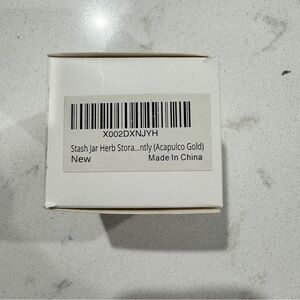 X002DXNJYH
Stash Jar Herb Stora...ntly (Acapulco Gold)
New
Made In China